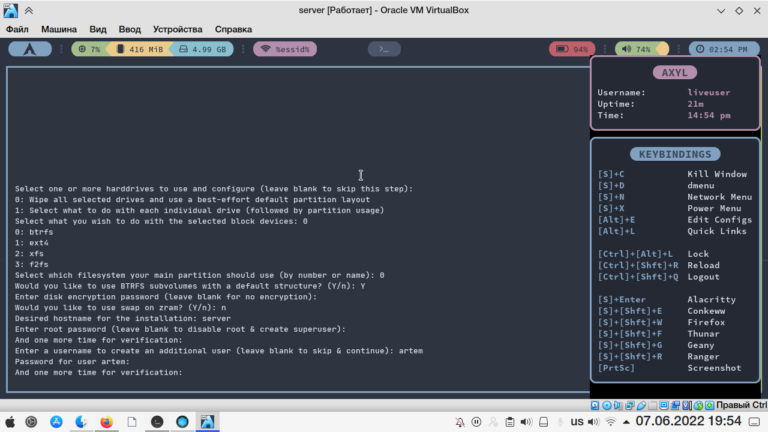 server [Работает] - Oracle VM VirtualBox
Файл Машина Вид Ввод Устройства Справка
7% 416 MiB 4.99 GB %essid% >_ 94% 74% 02:54 PM
AXYL
Username: liveuser
Uptime: 21m
Time: 14:54 pm
KEYBINDINGS
[S]+C Kill Window
[S]+D dmenu
[S]+N Network Menu
[S]+X Power Menu
[Alt]+E Edit Configs
[Alt]+L Quick Links
[Ctrl]+[Alt]+L Lock
[Ctrl]+[Shft]+R Reload
[Ctrl]+[Shft]+Q Logout
[S]+Enter Alacritty
[S]+[Shft]+E Conkeww
[S]+[Shft]+W Firefox
[S]+[Shft]+F Thunar
[S]+[Shft]+G Geany
[S]+[Shft]+R Ranger
[PrtSc] Screenshot
Select one or more harddrives to use and configure (leave blank to skip this step):
0: Wipe all selected drives and use a best-effort default partition layout
1: Select what to do with each individual drive (followed by partition usage)
Select what you wish to do with the selected block devices: 0
0: btrfs
1: ext4
2: xfs
3: f2fs
Select which filesystem your main partition should use (by number or name): 0
Would you like to use BTRFS subvolumes with a default structure? (Y/n): Y
Enter disk encryption password (leave blank for no encryption):
Would you like to use swap on zram? (Y/n): n
Desired hostname for the installation: server
Enter root password (leave blank to disable root & create superuser):
And one more time for verification:
Enter a username to create an additional user (leave blank to skip & continue): artem
Password for user artem:
And one more time for verification:
Правый Ctrl
us 07.06.2022 19:54